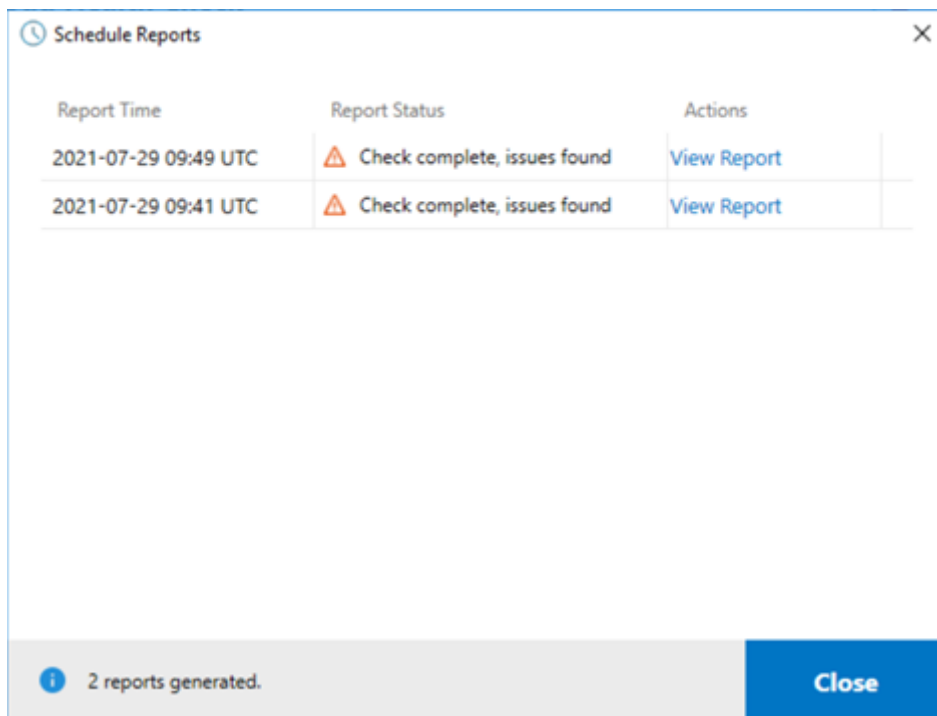 Schedule Reports
Report Time Report Status Actions
2021-07-29 09:49 UTC Check complete, issues found View Report
2021-07-29 09:41 UTC Check complete, issues found View Report
2 reports generated. Close